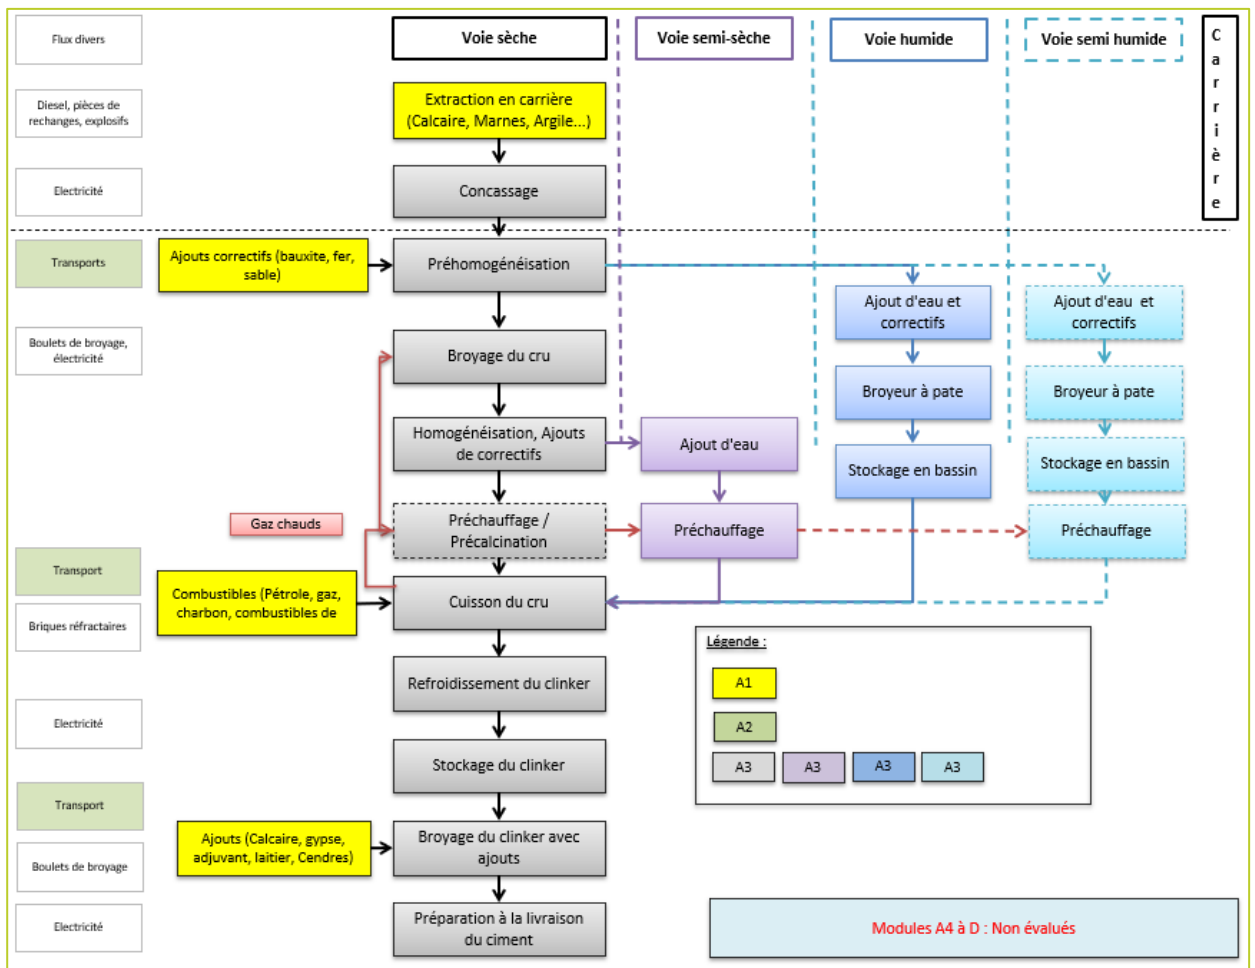 Flux divers
Voie sèche
Voie semi-sèche
Voie humide
Voie semi humide
C
a
r
r
i
è
r
e
Diesel, pièces de
rechanges, explosifs
Extraction en carrière
(Calcaire, Marnes, Argile...)
Electricité
Concassage
Transports
Ajouts correctifs (bauxite, fer,
sable)
Préhomogénéisation
Ajout d'eau et
correctifs
Ajout d'eau et
correctifs
Boulets de broyage,
électricité
Broyage du cru
Broyeur à pate
Broyeur à pate
Homogénéisation, Ajouts
de correctifs
Ajout d'eau
Stockage en bassin
Stockage en bassin
Gaz chauds
Préchauffage /
Précalcination
Préchauffage
Préchauffage
Transport
Combustibles (Pétrole, gaz,
charbon, combustibles de
Cuisson du cru
Briques réfractaires
Légende :
A1
A2
A3
A3
A3
A3
Refroidissement du clinker
Electricité
Stockage du clinker
Transport
Ajouts (Calcaire, gypse,
adjuvant, laitier, Cendres)
Broyage du clinker avec
ajouts
Boulets de broyage
Electricité
Préparation à la livraison
du ciment
Modules A4 à D : Non évalués